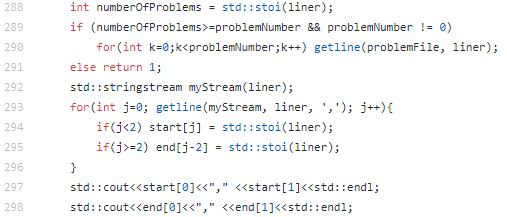 288 int numberOfProblems = std::stoi(liner);
289 if (numberOfProblems>=problemNumber && problemNumber != 0)
290 for(int k=0;k<problemNumber;k++) getline(problemFile, liner);
291 else return 1;
292 std::stringstream myStream(liner);
293 for(int j=0; getline(myStream, liner, ','); j++){
294 if(j<2) start[j] = std::stoi(liner);
295 if(j>=2) end[j-2] = std::stoi(liner);
296 }
297 std::cout<<start[0]<<"," <<start[1]<<std::endl;
298 std::cout<<end[0]<<"," <<end[1]<<std::endl;